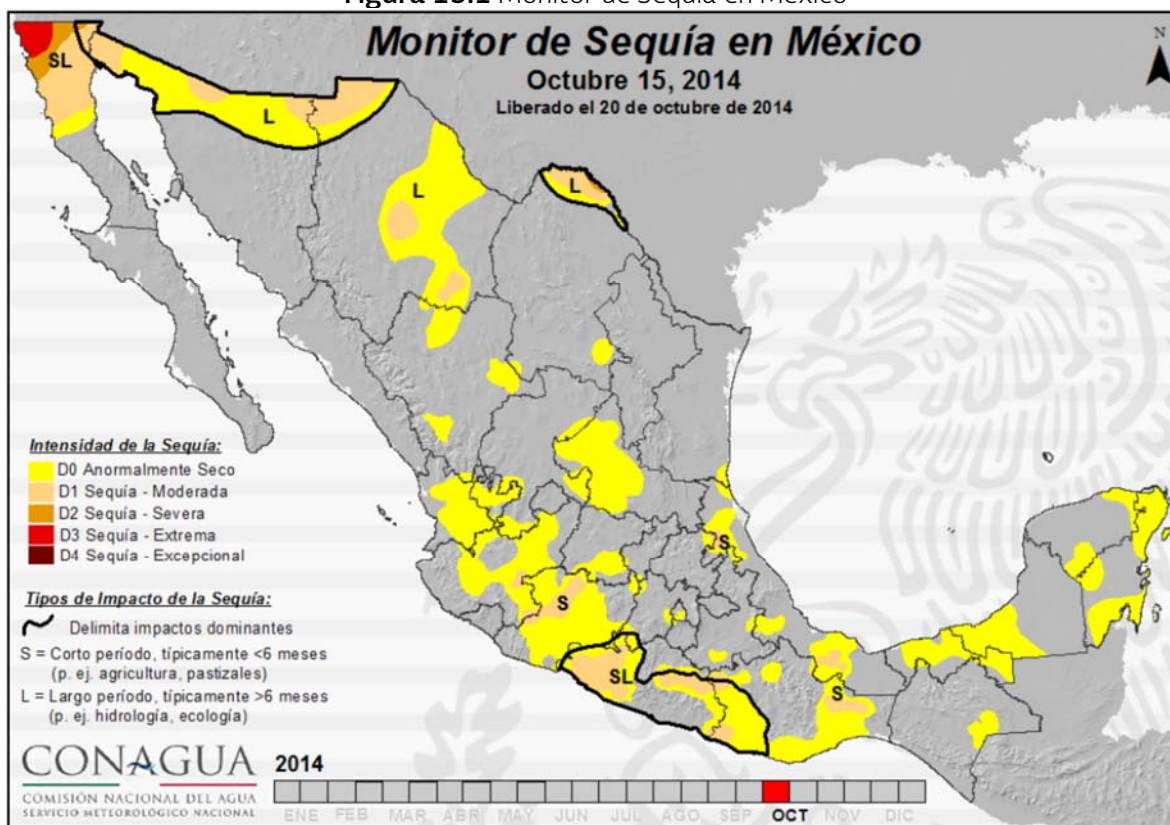 Figura 18.1 Monitor de Sequía en México
Monitor de Sequía en México
Octubre 15, 2014
Liberado el 20 de octubre de 2014
N
SL
L
L
L
S
S
SL
S
Intensidad de la Sequía:
D0 Anormalmente Seco
D1 Sequía - Moderada
D2 Sequía - Severa
D3 Sequía - Extrema
D4 Sequía - Excepcional
Tipos de Impacto de la Sequía:
Delimita impactos dominantes
S = Corto período, típicamente <6 meses
(p. ej. agricultura, pastizales)
L = Largo período, típicamente >6 meses
(p. ej. hidrología, ecología)
CONAGUA
COMISIÓN NACIONAL DEL AGUA
SERVICIO METEOROLÓGICO NACIONAL
2014
ENE FEB MAR ABR MAY JUN JUL AGO SEP OCT NOV DIC